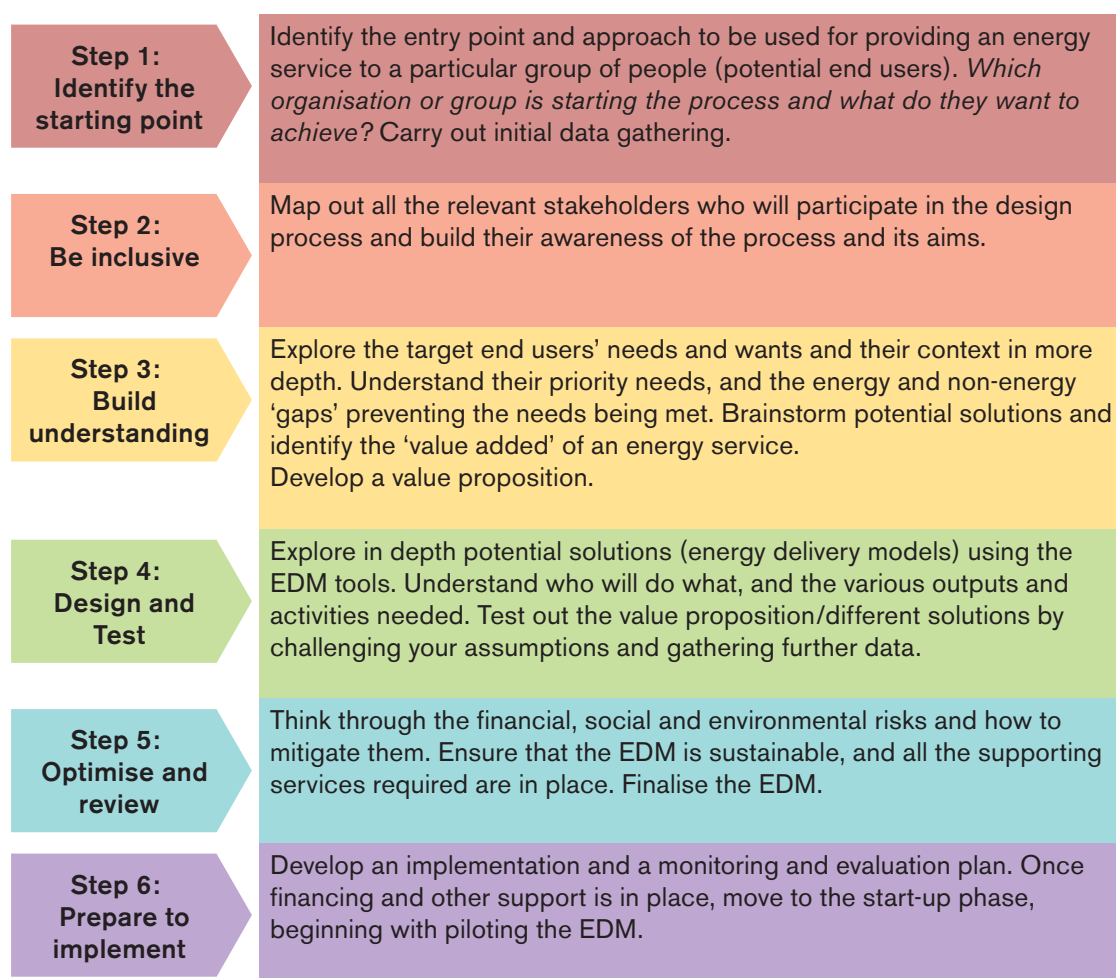 Step 1:
Identify the
starting point
Identify the entry point and approach to be used for providing an energy
service to a particular group of people (potential end users). Which
organisation or group is starting the process and what do they want to
achieve? Carry out initial data gathering.
Step 2:
Be inclusive
Map out all the relevant stakeholders who will participate in the design
process and build their awareness of the process and its aims.
Step 3:
Build
understanding
Explore the target end users’ needs and wants and their context in more
depth. Understand their priority needs, and the energy and non-energy
‘gaps’ preventing the needs being met. Brainstorm potential solutions and
identify the ‘value added’ of an energy service.
Develop a value proposition.
Step 4:
Design and
Test
Explore in depth potential solutions (energy delivery models) using the
EDM tools. Understand who will do what, and the various outputs and
activities needed. Test out the value proposition/different solutions by
challenging your assumptions and gathering further data.
Step 5:
Optimise and
review
Think through the financial, social and environmental risks and how to
mitigate them. Ensure that the EDM is sustainable, and all the supporting
services required are in place. Finalise the EDM.
Step 6:
Prepare to
implement
Develop an implementation and a monitoring and evaluation plan. Once
financing and other support is in place, move to the start-up phase,
beginning with piloting the EDM.